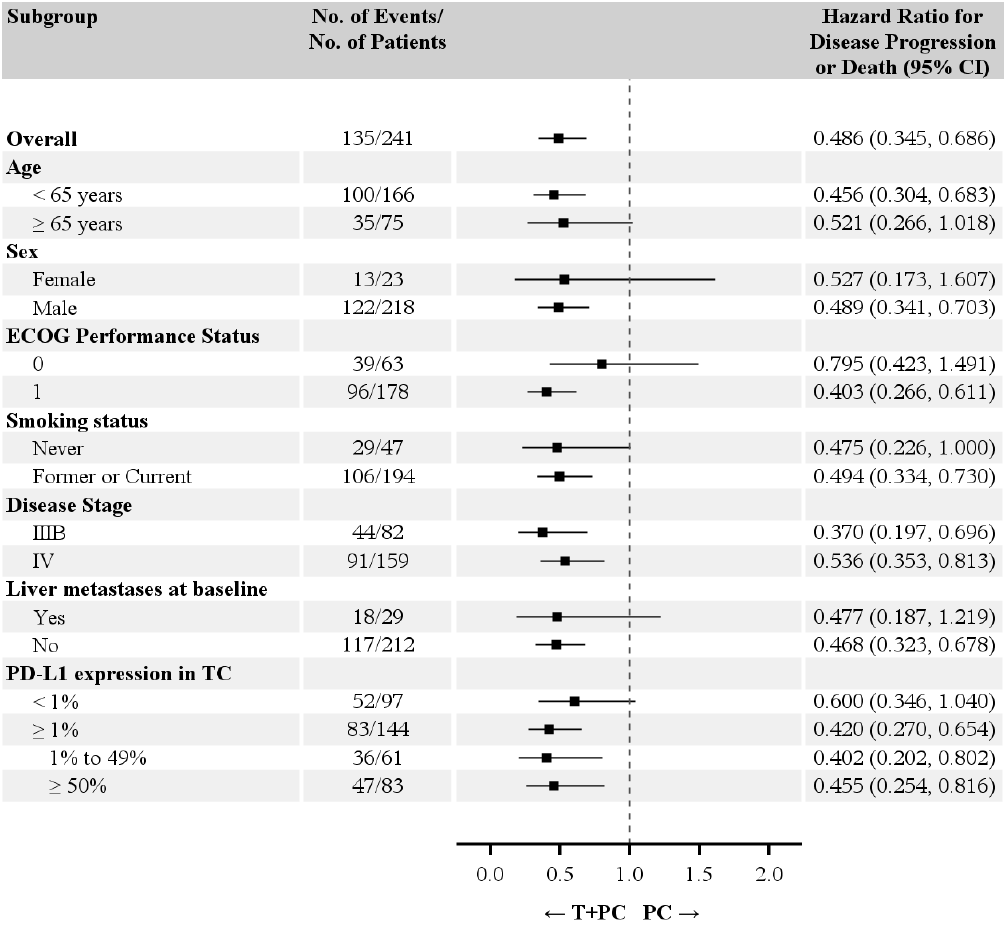 Subgroup No. of Events/ Hazard Ratio for
No. of Patients Disease Progression
or Death (95% CI)
Overall 135/241 0.486 (0.345, 0.686)
Age
< 65 years 100/166 0.456 (0.304, 0.683)
≥ 65 years 35/75 0.521 (0.266, 1.018)
Sex
Female 13/23 0.527 (0.173, 1.607)
Male 122/218 0.489 (0.341, 0.703)
ECOG Performance Status
0 39/63 0.795 (0.423, 1.491)
1 96/178 0.403 (0.266, 0.611)
Smoking status
Never 29/47 0.475 (0.226, 1.000)
Former or Current 106/194 0.494 (0.334, 0.730)
Disease Stage
IIIB 44/82 0.370 (0.197, 0.696)
IV 91/159 0.536 (0.353, 0.813)
Liver metastases at baseline
Yes 18/29 0.477 (0.187, 1.219)
No 117/212 0.468 (0.323, 0.678)
PD-L1 expression in TC
< 1% 52/97 0.600 (0.346, 1.040)
≥ 1% 83/144 0.420 (0.270, 0.654)
1% to 49% 36/61 0.402 (0.202, 0.802)
≥ 50% 47/83 0.455 (0.254, 0.816)
0.0 0.5 1.0 1.5 2.0
← T+PC PC →